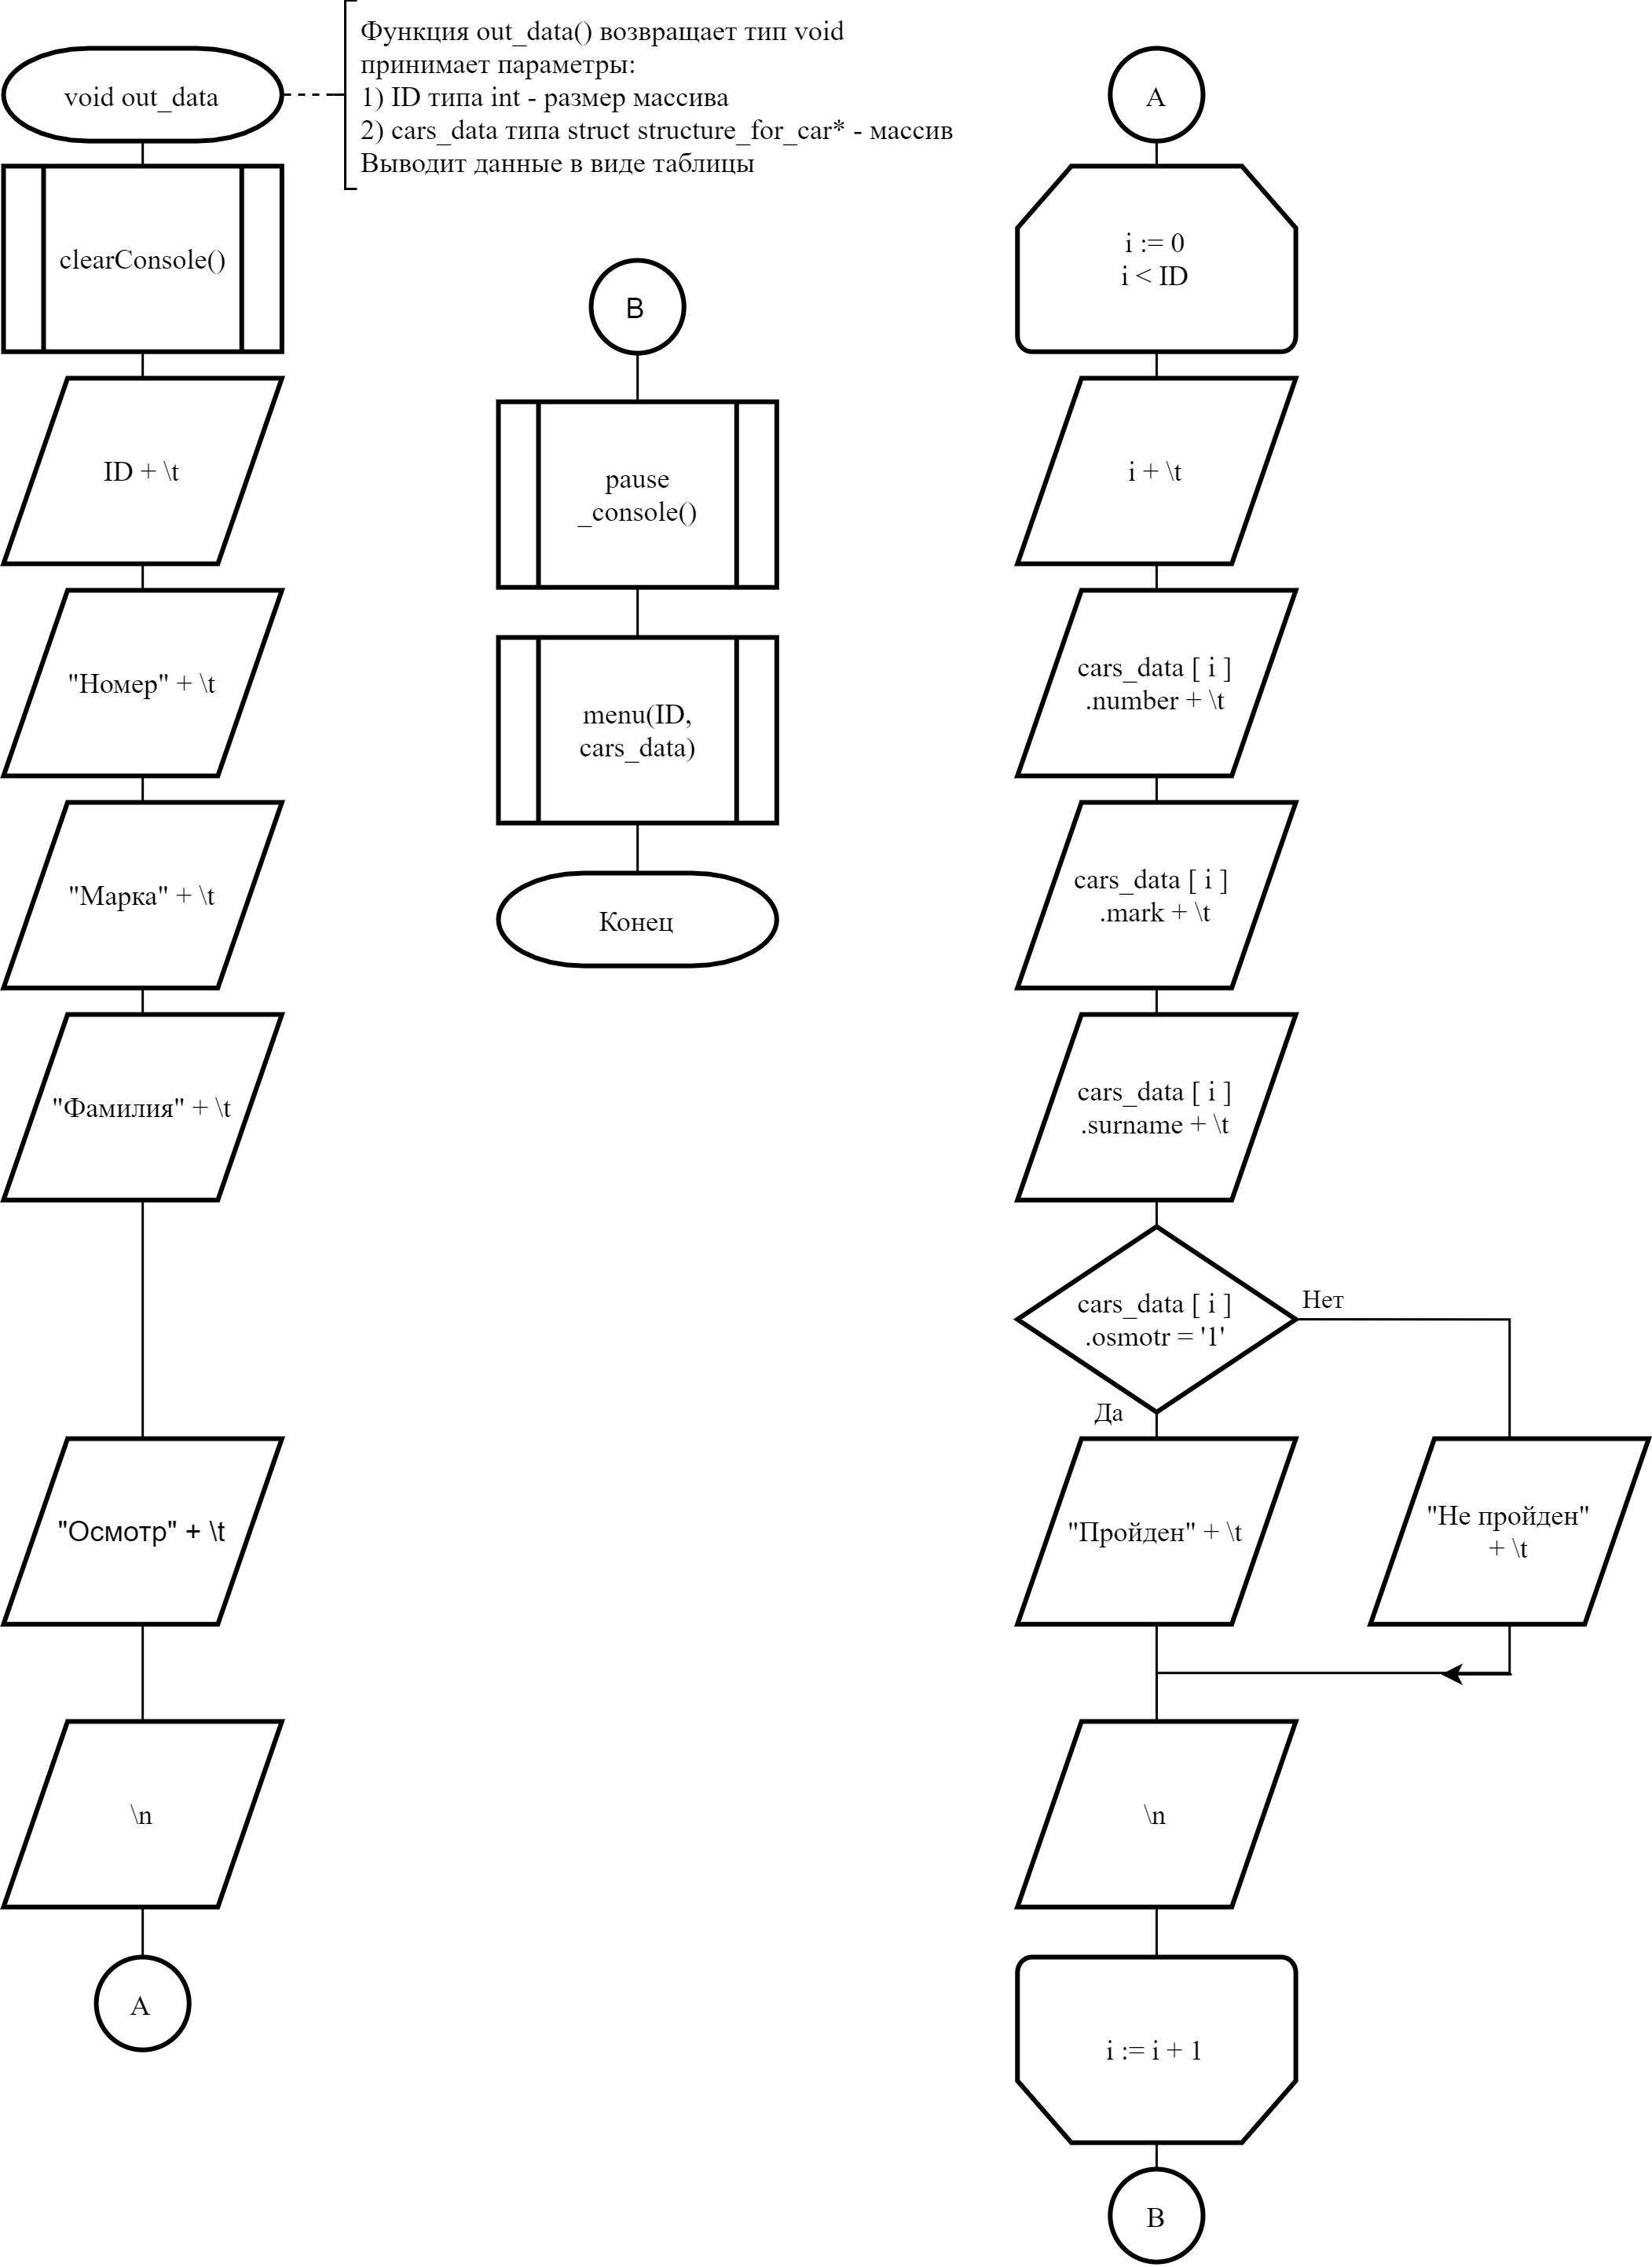 void out_data
Функция out_data() возвращает тип void
принимает параметры:
1) ID типа int - размер массива
2) cars_data типа struct structure_for_car* - массив
Выводит данные в виде таблицы
clearConsole()
ID + \t
"Номер" + \t
"Марка" + \t
"Фамилия" + \t
"Осмотр" + \t
\n
A
B
pause
_console()
menu(ID,
cars_data)
Конец
A
i := 0
i < ID
i + \t
cars_data [ i ]
.number + \t
cars_data [ i ]
.mark + \t
cars_data [ i ]
.surname + \t
cars_data [ i ]
.osmotr = '1'
Нет
Да
"Пройден" + \t
"Не пройден"
+ \t
\n
i := i + 1
B